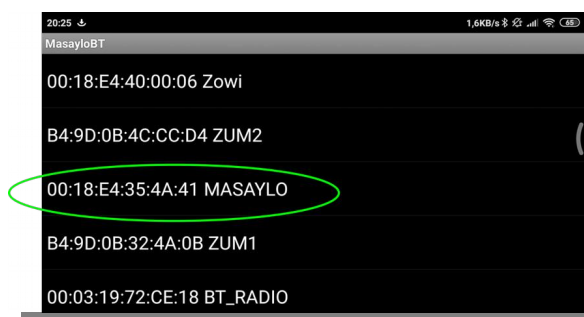 20:25 1,6KB/s 65
MasayloBT
00:18:E4:40:00:06 Zowi
B4:9D:0B:4C:CC:D4 ZUM2
00:18:E4:35:4A:41 MASAYLO
B4:9D:0B:32:4A:0B ZUM1
00:03:19:72:CE:18 BT_RADIO